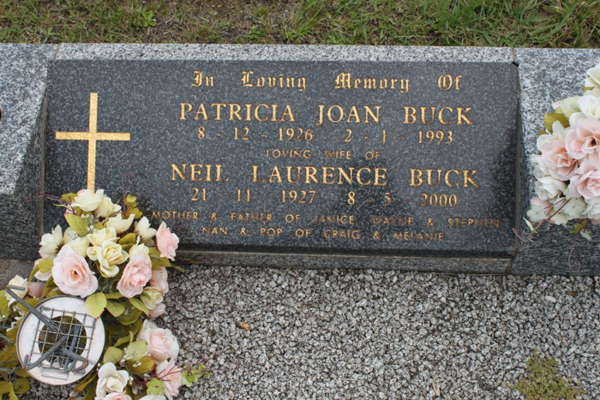 In Loving Memory Of
PATRICIA JOAN BUCK
8-12-1926 2-1-1993
LOVING WIFE OF
NEIL LAURENCE BUCK
21 11 1927 8 5 2000
MOTHER & FATHER OF JANICE, WAYNE & STEPHEN
NAN & POP OF CRAIG & MELANIE